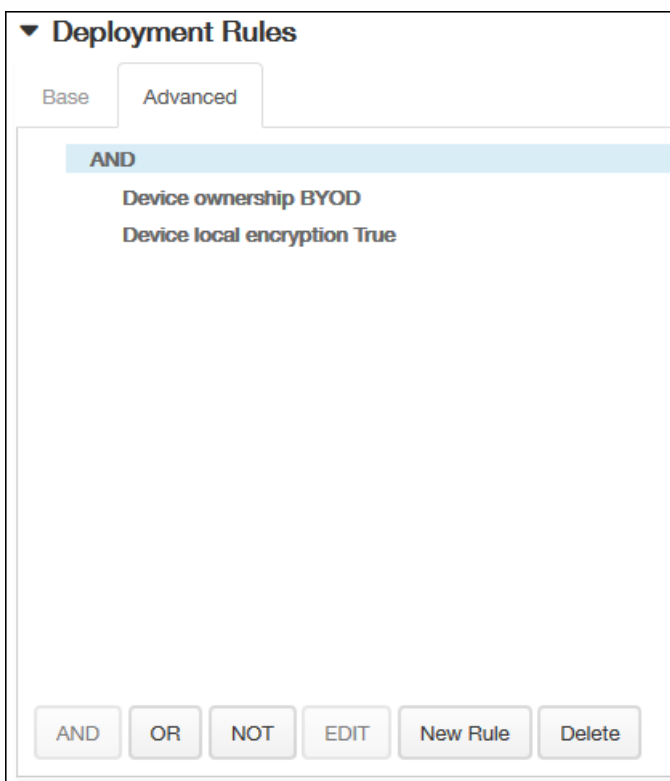 Deployment Rules
Base Advanced
AND
Device ownership BYOD
Device local encryption True
AND OR NOT EDIT New Rule Delete